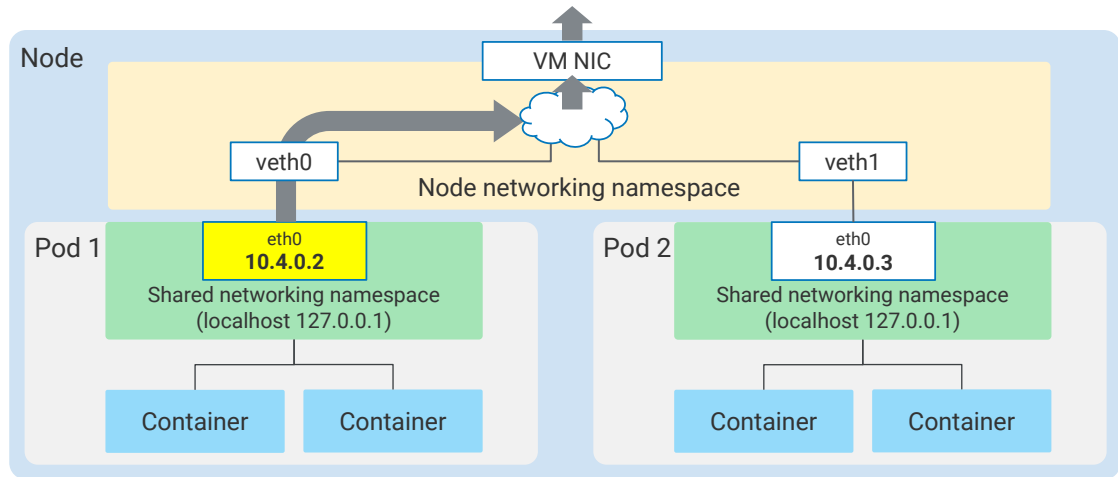 Node
VM NIC
veth0
veth1
Node networking namespace
Pod 1
eth0
10.4.0.2
Shared networking namespace
(localhost 127.0.0.1)
Container
Container
Pod 2
eth0
10.4.0.3
Shared networking namespace
(localhost 127.0.0.1)
Container
Container